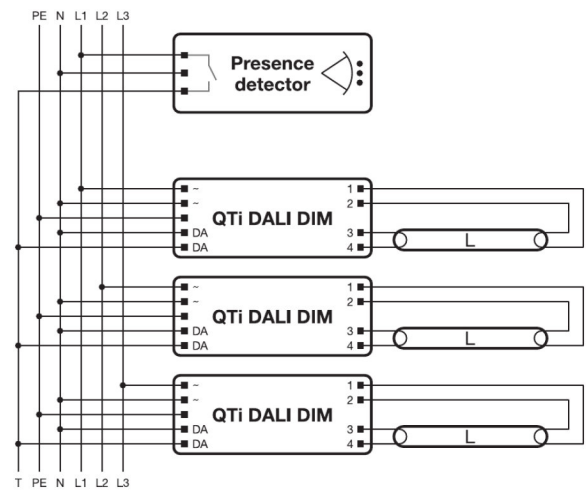 PE N L1 L2 L3
Presence
detector
~ 1
~ 2
QTi DALI DIM
DA 3
DA 4
L
~ 1
~ 2
QTi DALI DIM
DA 3
DA 4
L
~ 1
~ 2
QTi DALI DIM
DA 3
DA 4
L
T PE N L1 L2 L3